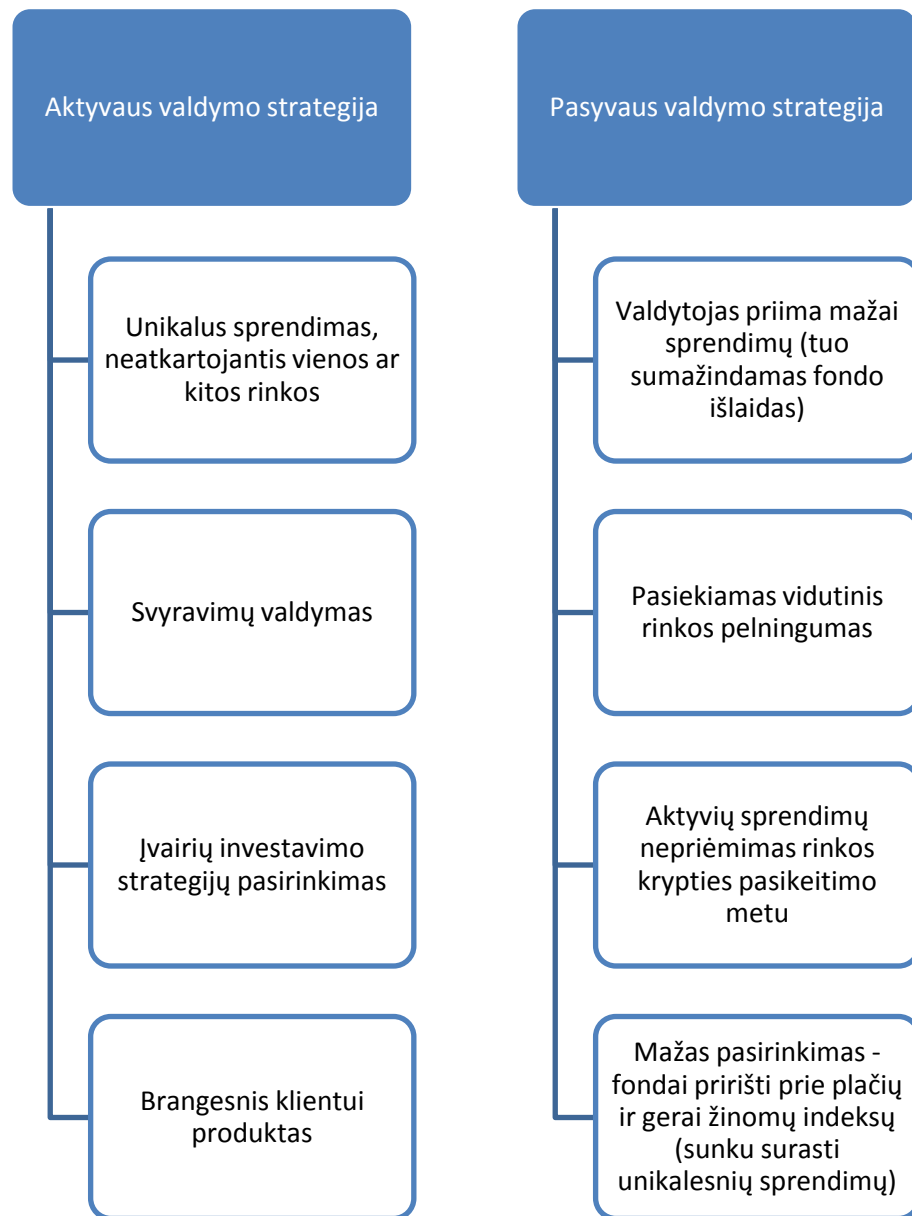 Aktyvaus valdymo strategija
Unikalus sprendimas,
neatkartojantis vienos ar
kitos rinkos
Svyravimų valdymas
Įvairių investavimo
strategijų pasirinkimas
Brangesnis klientui
produktas
Pasyvaus valdymo strategija
Valdytojas priima mažai
sprendimų (tuo
sumažindamas fondo
išlaidas)
Pasiekiamas vidutinis
rinkos pelningumas
Aktyvių sprendimų
nepriėmimas rinkos
krypties pasikeitimo
metu
Mažas pasirinkimas -
fondai pririšti prie plačių
ir gerai žinomų indeksų
(sunku surasti
unikalesnių sprendimų)